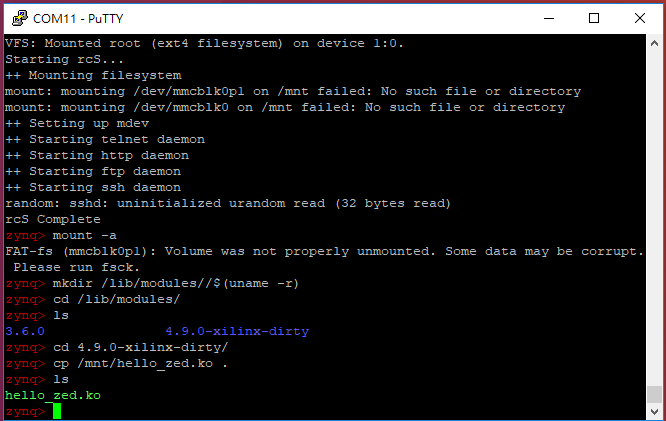 COM11 - PuTTY
VFS: Mounted root (ext4 filesystem) on device 1:0.
Starting rcS...
++ Mounting filesystem
mount: mounting /dev/mmcblk0p1 on /mnt failed: No such file or directory
mount: mounting /dev/mmcblk0 on /mnt failed: No such file or directory
++ Setting up mdev
++ Starting telnet daemon
++ Starting http daemon
++ Starting ftp daemon
++ Starting ssh daemon
random: sshd: uninitialized urandom read (32 bytes read)
rcS Complete
zynq> mount -a
FAT-fs (mmcblk0p1): Volume was not properly unmounted. Some data may be corrupt.
 Please run fsck.
zynq> mkdir /lib/modules//$(uname -r)
zynq> cd /lib/modules/
zynq> ls
3.6.0               4.9.0-xilinx-dirty
zynq> cd 4.9.0-xilinx-dirty/
zynq> cp /mnt/hello_zed.ko .
zynq> ls
hello_zed.ko
zynq>